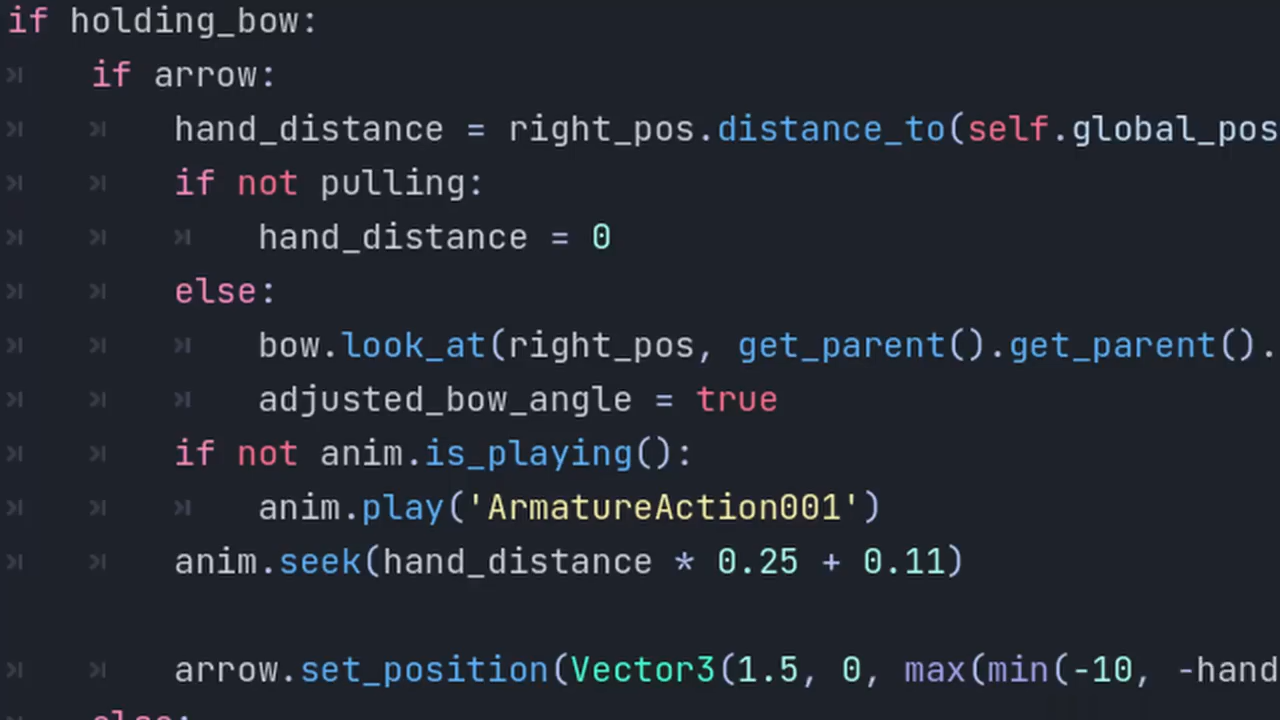 if holding_bow:
if arrow:
hand_distance = right_pos.distance_to(self.global_pos
if not pulling:
hand_distance = 0
else:
bow.look_at(right_pos, get_parent().get_parent().
adjusted_bow_angle = true
if not anim.is_playing():
anim.play('ArmatureAction001')
anim.seek(hand_distance * 0.25 + 0.11)
arrow.set_position(Vector3(1.5, 0, max(min(-10, -hand
else: